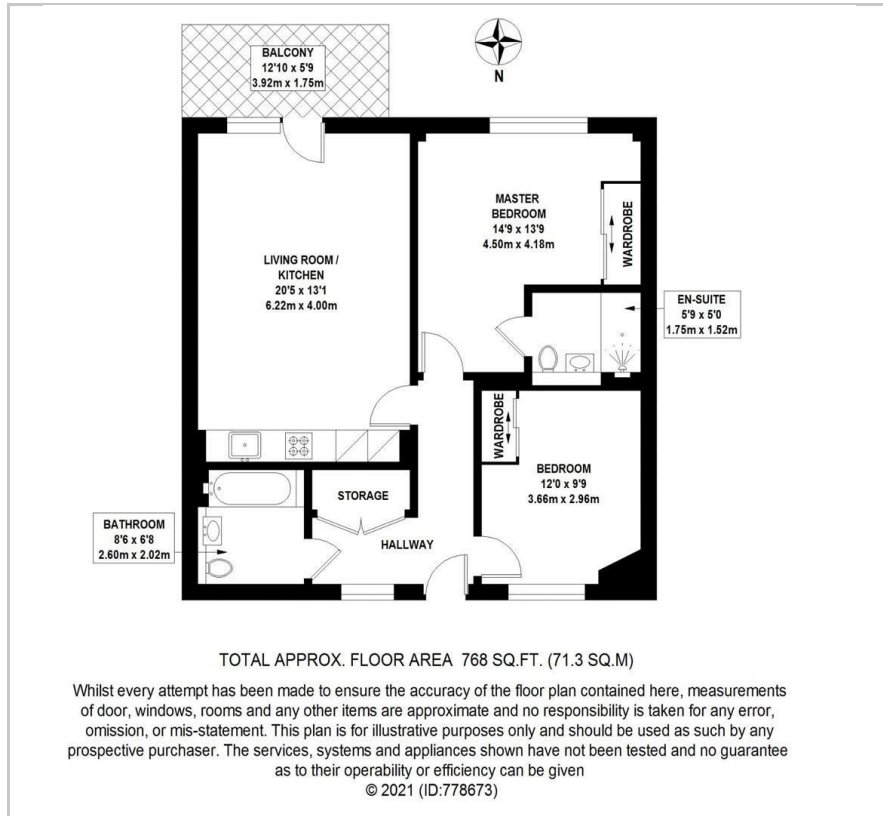 BALCONY
12'10 x 5'9
3.92m x 1.75m
N
MASTER
BEDROOM
14'9 x 13'9
4.50m x 4.18m
WARDROBE
LIVING ROOM /
KITCHEN
20'5 x 13'1
6.22m x 4.00m
EN-SUITE
5'9 x 5'0
1.75m x 1.52m
WARDROBE
BEDROOM
12'0 x 9'9
3.66m x 2.96m
STORAGE
BATHROOM
8'6 x 6'8
2.60m x 2.02m
HALLWAY
TOTAL APPROX. FLOOR AREA 768 SQ.FT. (71.3 SQ.M)
Whilst every attempt has been made to ensure the accuracy of the floor plan contained here, measurements
of door, windows, rooms and any other items are approximate and no responsibility is taken for any error,
omission, or mis-statement. This plan is for illustrative purposes only and should be used as such by any
prospective purchaser. The services, systems and appliances shown have not been tested and no guarantee
as to their operability or efficiency can be given
© 2021 (ID:778673)